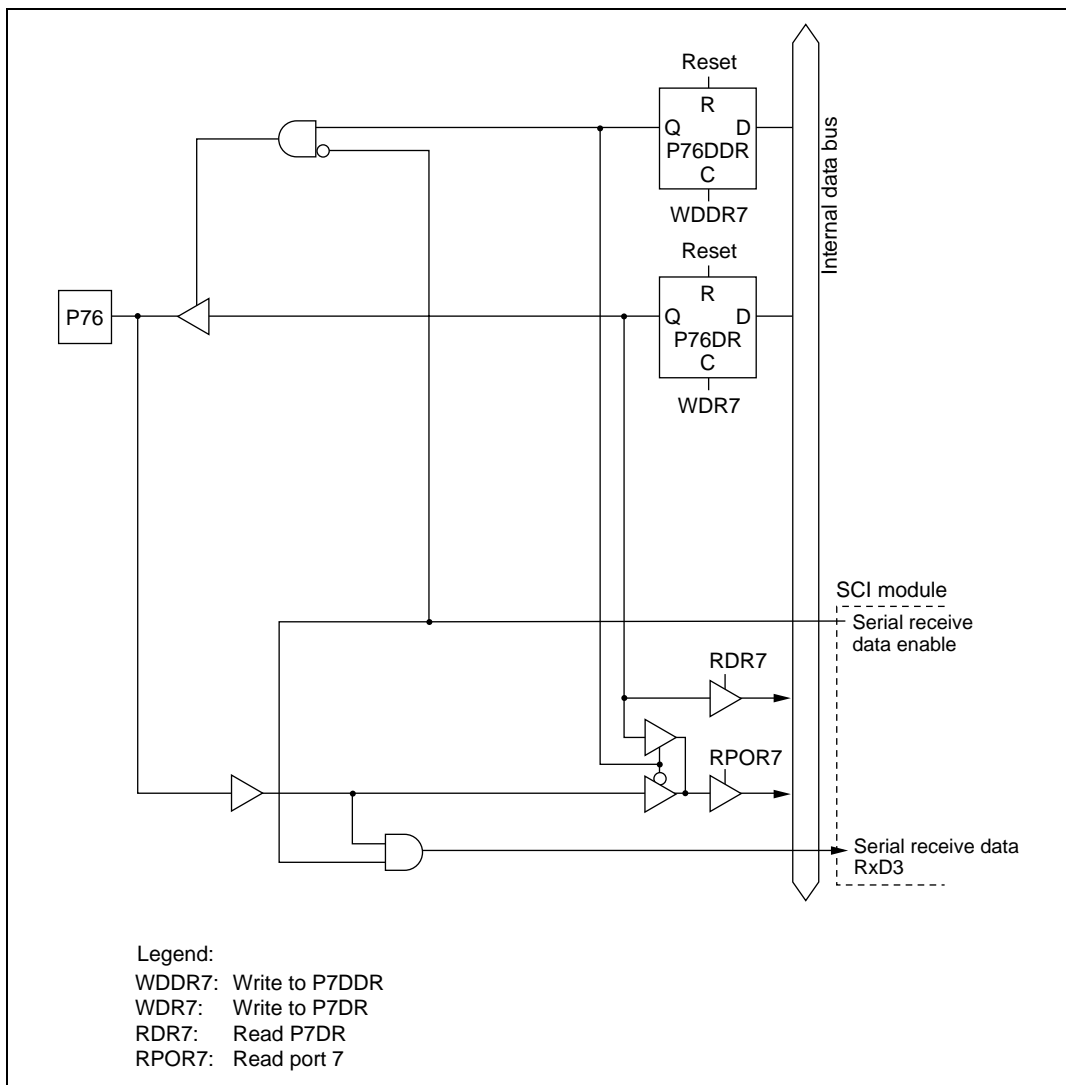 Reset
R
Q D
P76DDR
C
WDDR7
Internal data bus
Reset
R
Q D
P76DR
C
WDR7
P76
SCI module
Serial receive
data enable
RDR7
RPOR7
Serial receive data
RxD3
Legend:
WDDR7: Write to P7DDR
WDR7: Write to P7DR
RDR7: Read P7DR
RPOR7: Read port 7